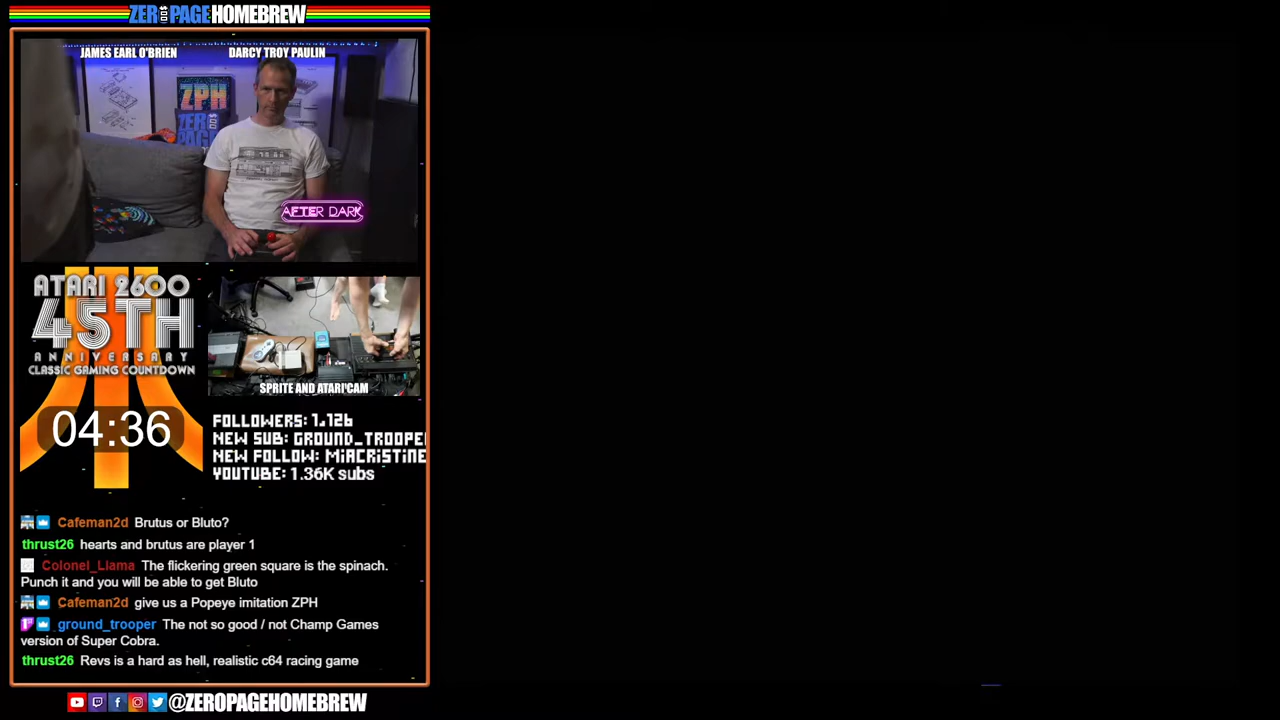 ZERO PAGE HOMEBREW
JAMES EARL O'BRIEN
DARCY TROY PAULIN
ZPH
ZERO
PAGE
AFTER DARK
ATARI 2600
45TH
ANNIVERSARY
CLASSIC GAMING COUNTDOWN
04:36
SPRITE AND ATARI CAM
FOLLOWERS: 1,126
NEW SUB: GROUND_TROOPER
NEW FOLLOW: MIACRISTINE
YOUTUBE: 1.36K subs
Cafeman2d Brutus or Bluto?
thrust26 hearts and brutus are player 1
Colonel_Llama The flickering green square is the spinach.
Punch it and you will be able to get Bluto
Cafeman2d give us a Popeye imitation ZPH
ground_trooper The not so good / not Champ Games
version of Super Cobra.
thrust26 Revs is a hard as hell, realistic c64 racing game
@ZEROPAGEHOMEBREW